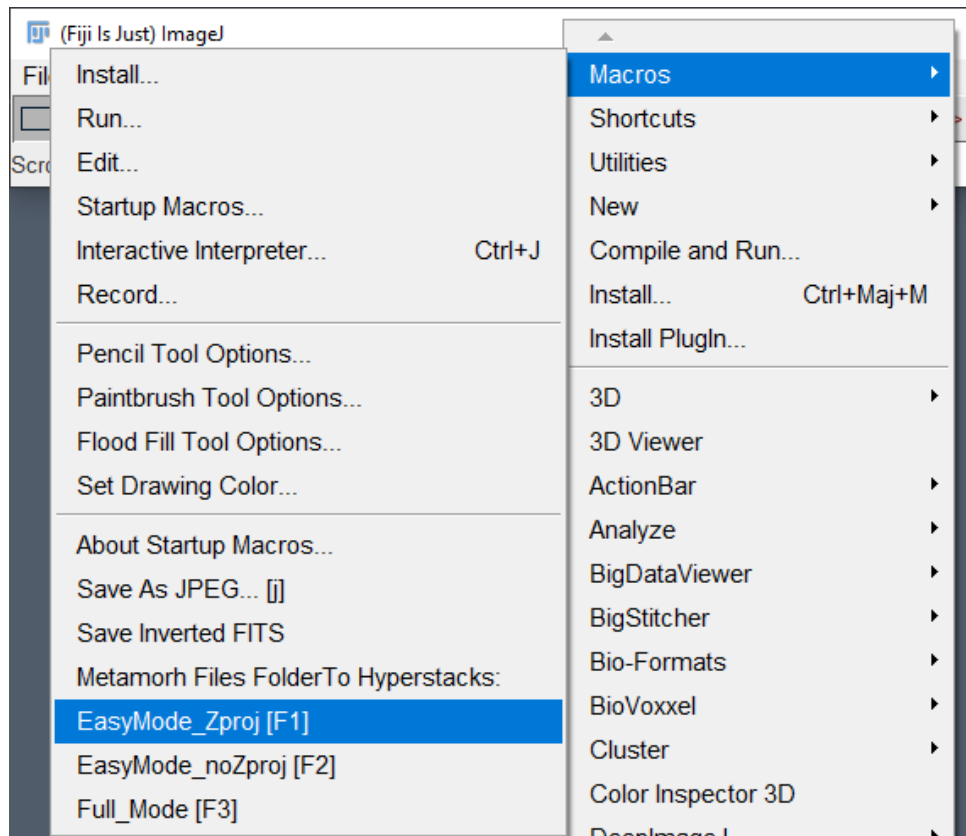 (Fiji Is Just) ImageJ
Fil
Scro
Install...
Run...
Edit...
Startup Macros...
Interactive Interpreter... Ctrl+J
Record...
Pencil Tool Options...
Paintbrush Tool Options...
Flood Fill Tool Options...
Set Drawing Color...
About Startup Macros...
Save As JPEG... [j]
Save Inverted FITS
Metamorh Files FolderTo Hyperstacks:
EasyMode_Zproj [F1]
EasyMode_noZproj [F2]
Full_Mode [F3]
Macros
Shortcuts
Utilities
New
Compile and Run...
Install... Ctrl+Maj+M
Install PlugIn...
3D
3D Viewer
ActionBar
Analyze
BigDataViewer
BigStitcher
Bio-Formats
BioVoxxel
Cluster
Color Inspector 3D
DeepImageJ